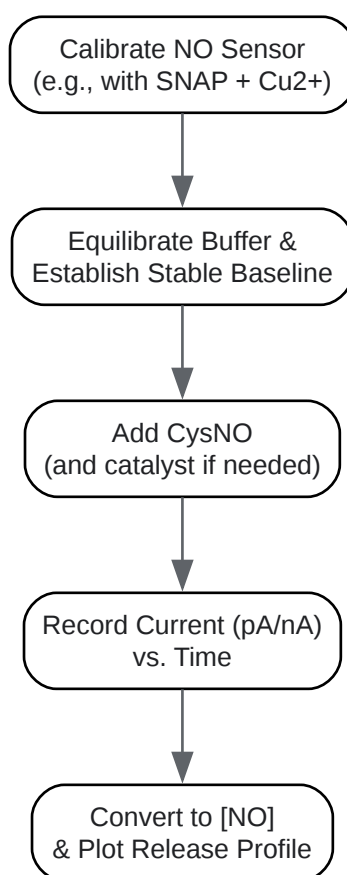 Calibrate NO Sensor
(e.g., with SNAP + Cu2+)
Equilibrate Buffer &
Establish Stable Baseline
Add CysNO
(and catalyst if needed)
Record Current (pA/nA)
vs. Time
Convert to [NO]
& Plot Release Profile